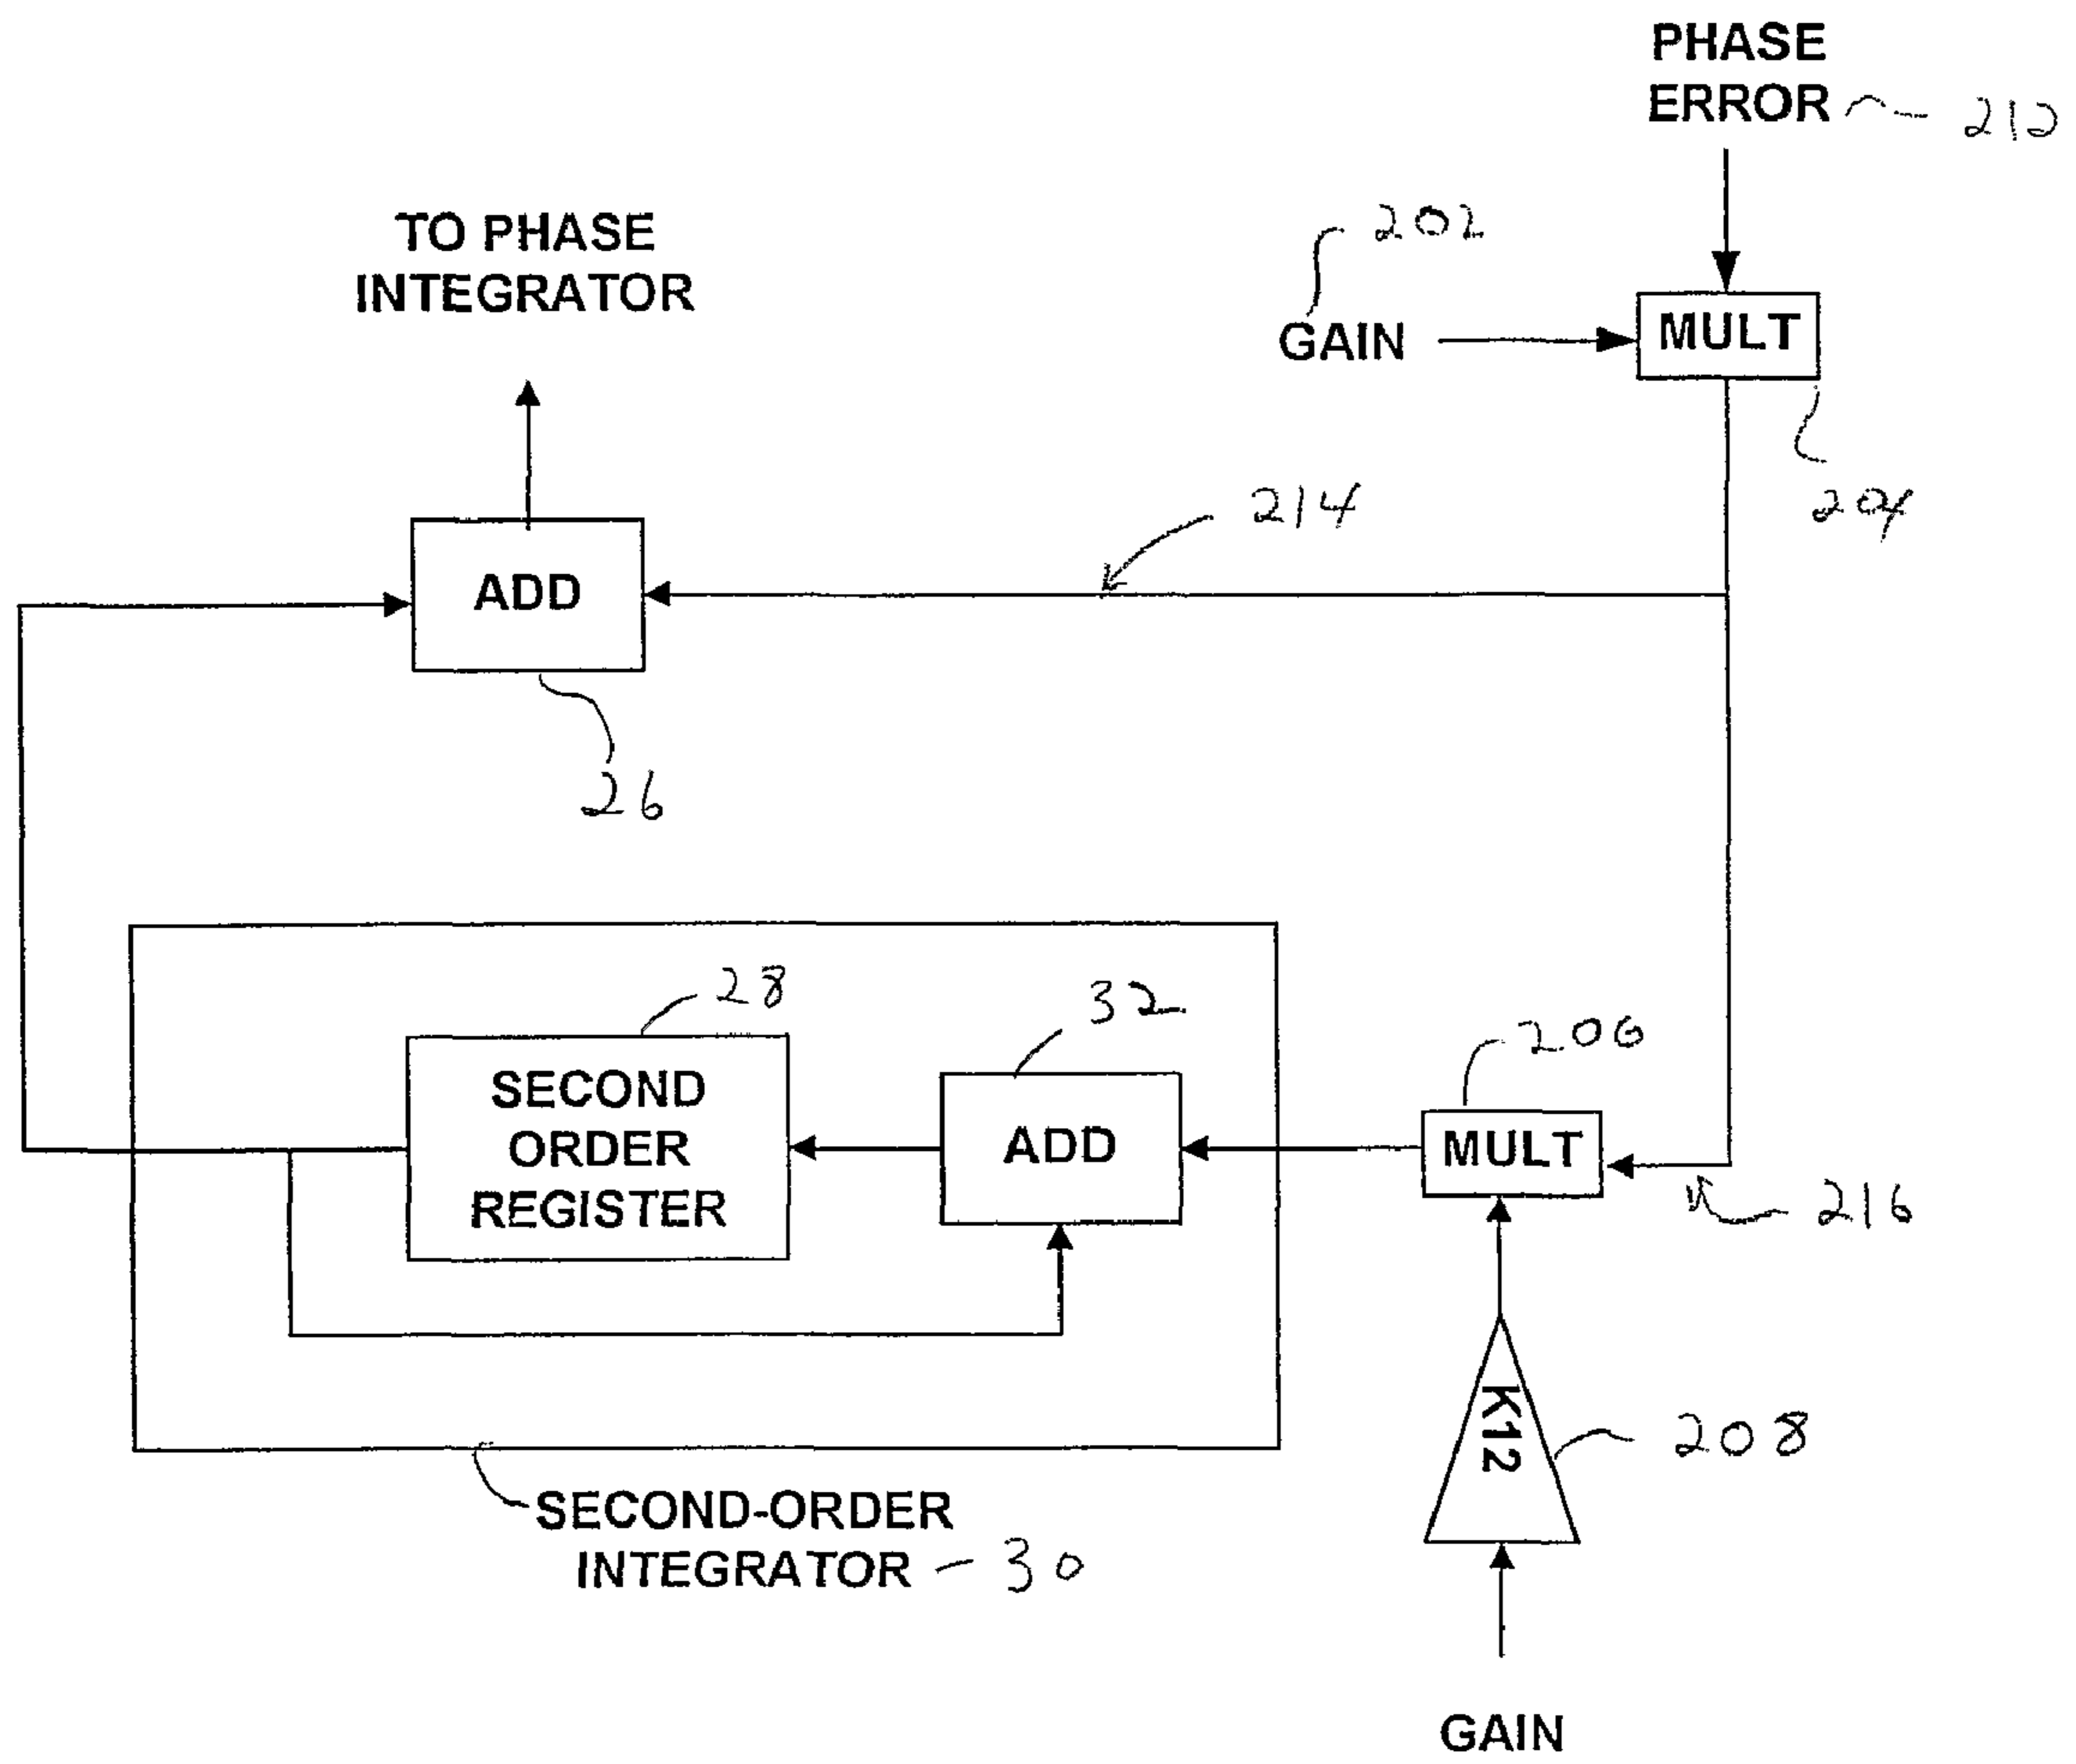 PHASE
ERROR 212
202
TO PHASE
INTEGRATOR
GAIN
MULT
214
204
ADD
26
28
32
206
SECOND
ORDER
REGISTER
ADD
MULT
216
K12
208
SECOND-ORDER
INTEGRATOR 30
GAIN